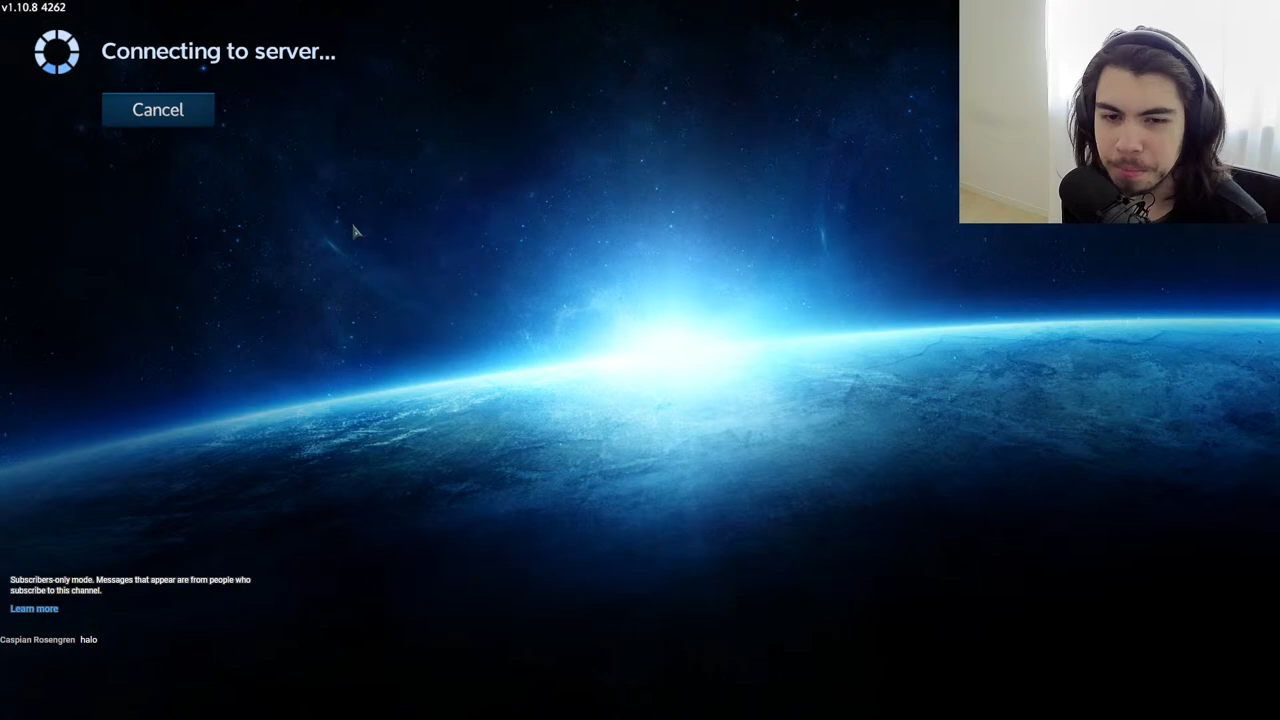 v1.10.8 4262
Connecting to server...
Cancel
Subscribers-only mode. Messages that appear are from people who
subscribe to this channel.
Learn more
Caspian Rosengren halo